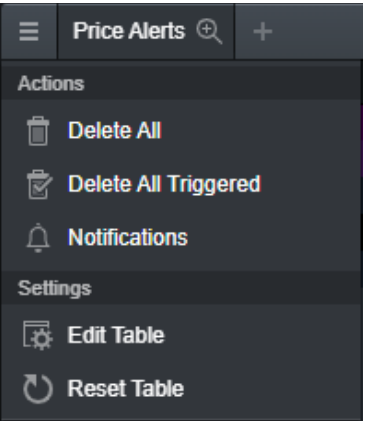 Price Alerts
Actions
Delete All
Delete All Triggered
Notifications
Settings
Edit Table
Reset Table